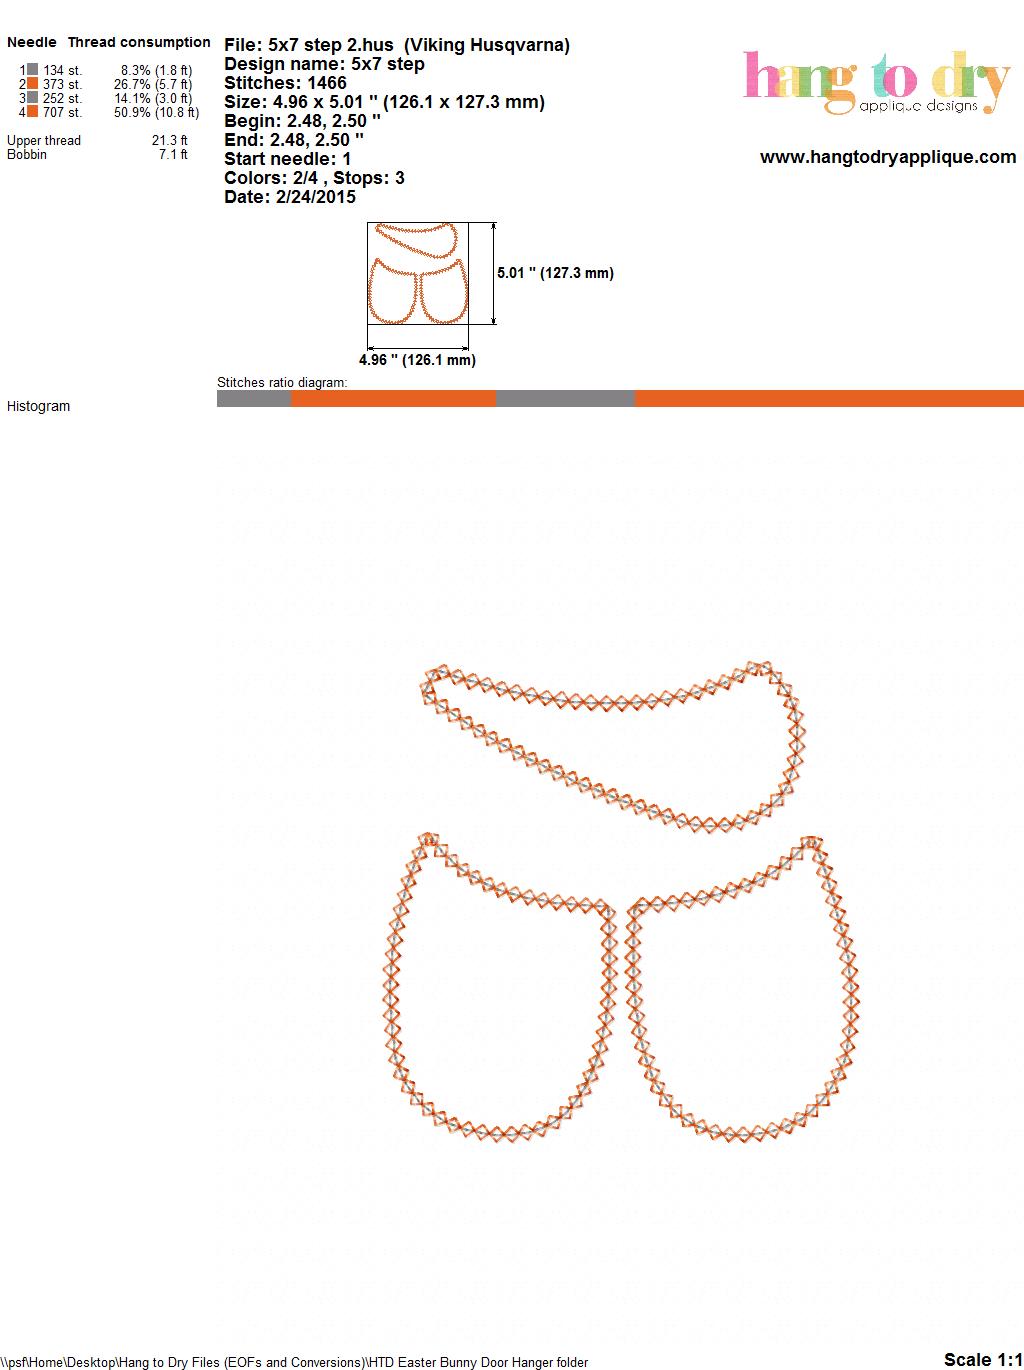 Needle Thread consumption
1 134 st. 8.3% (1.8 ft)
2 373 st. 26.7% (5.7 ft)
3 252 st. 14.1% (3.0 ft)
4 707 st. 50.9% (10.8 ft)
Upper thread 21.3 ft
Bobbin 7.1 ft
File: 5x7 step 2.hus (Viking Husqvarna)
Design name: 5x7 step
Stitches: 1466
Size: 4.96 x 5.01 " (126.1 x 127.3 mm)
Begin: 2.48, 2.50 "
End: 2.48, 2.50 "
Start needle: 1
Colors: 2/4 , Stops: 3
Date: 2/24/2015
hang to dry
applique designs
www.hangtodryapplique.com
5.01 " (127.3 mm)
4.96 " (126.1 mm)
Stitches ratio diagram:
Histogram
\\psf\Home\Desktop\Hang to Dry Files (EOFs and Conversions)\HTD Easter Bunny Door Hanger folder
Scale 1:1